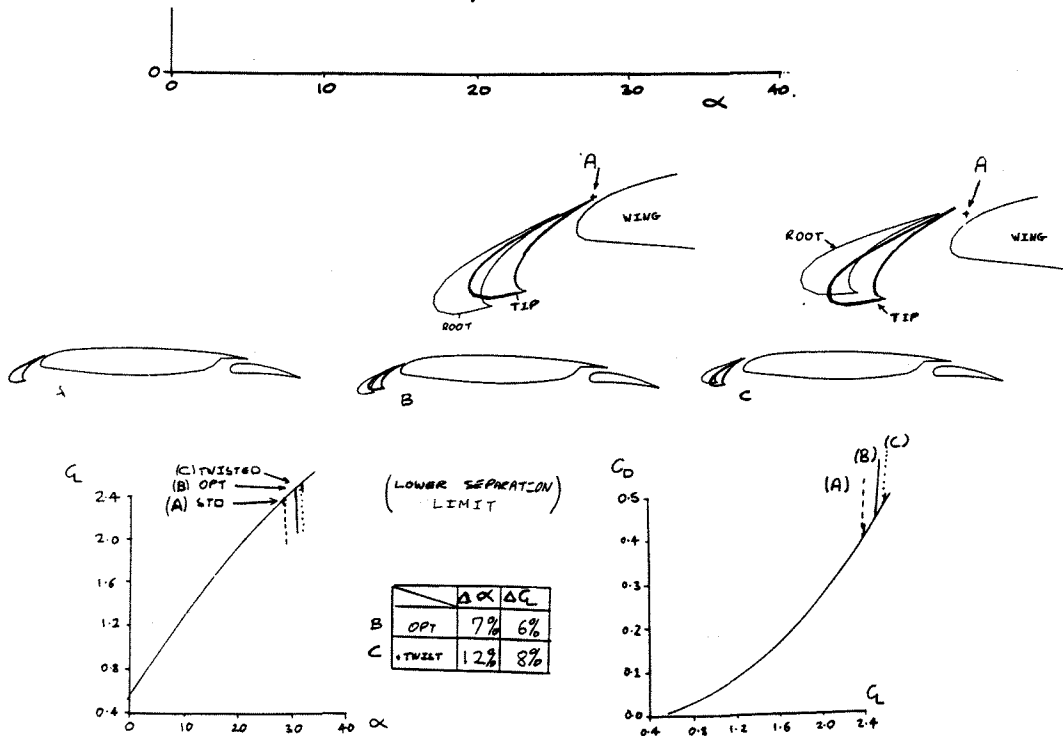 0
0 10 20 30 40.
α
A
WING
ROOT
TIP
A
ROOT
WING
TIP
B
C
CL
(C) TWISTED
(B) OPT
(A) STD
2.4
2.0
1.6
1.2
0.8
0.4
0 10 20 30 40
α
(LOWER SEPARATION)
LIMIT
Δα ΔCL
B OPT 7% 6%
C +TWIST 12% 8%
CD
(C)
(B)
(A)
0.5
0.4
0.3
0.2
0.1
0.0
CL
0.4 0.8 1.2 1.6 2.0 2.4